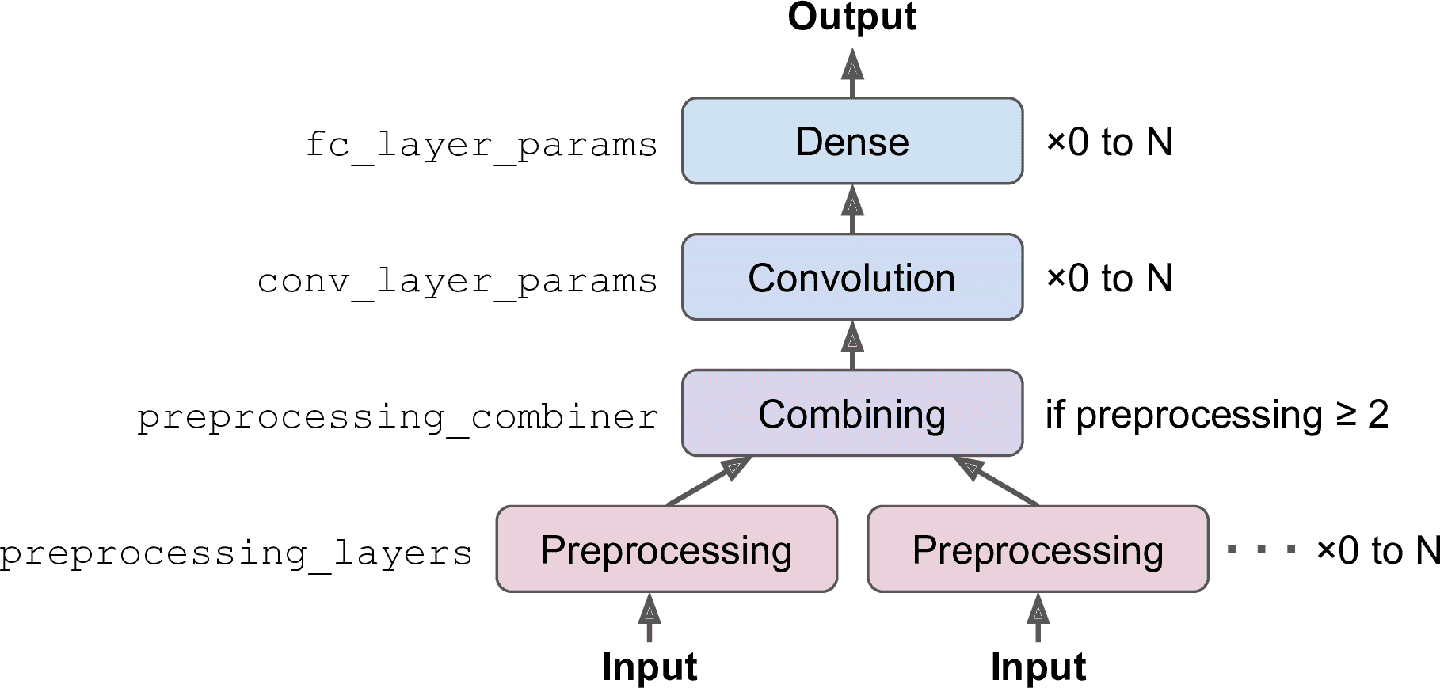 Output
fc_layer_params Dense ×0 to N
conv_layer_params Convolution ×0 to N
preprocessing_combiner Combining if preprocessing ≥ 2
preprocessing_layers Preprocessing Preprocessing ··· ×0 to N
Input Input